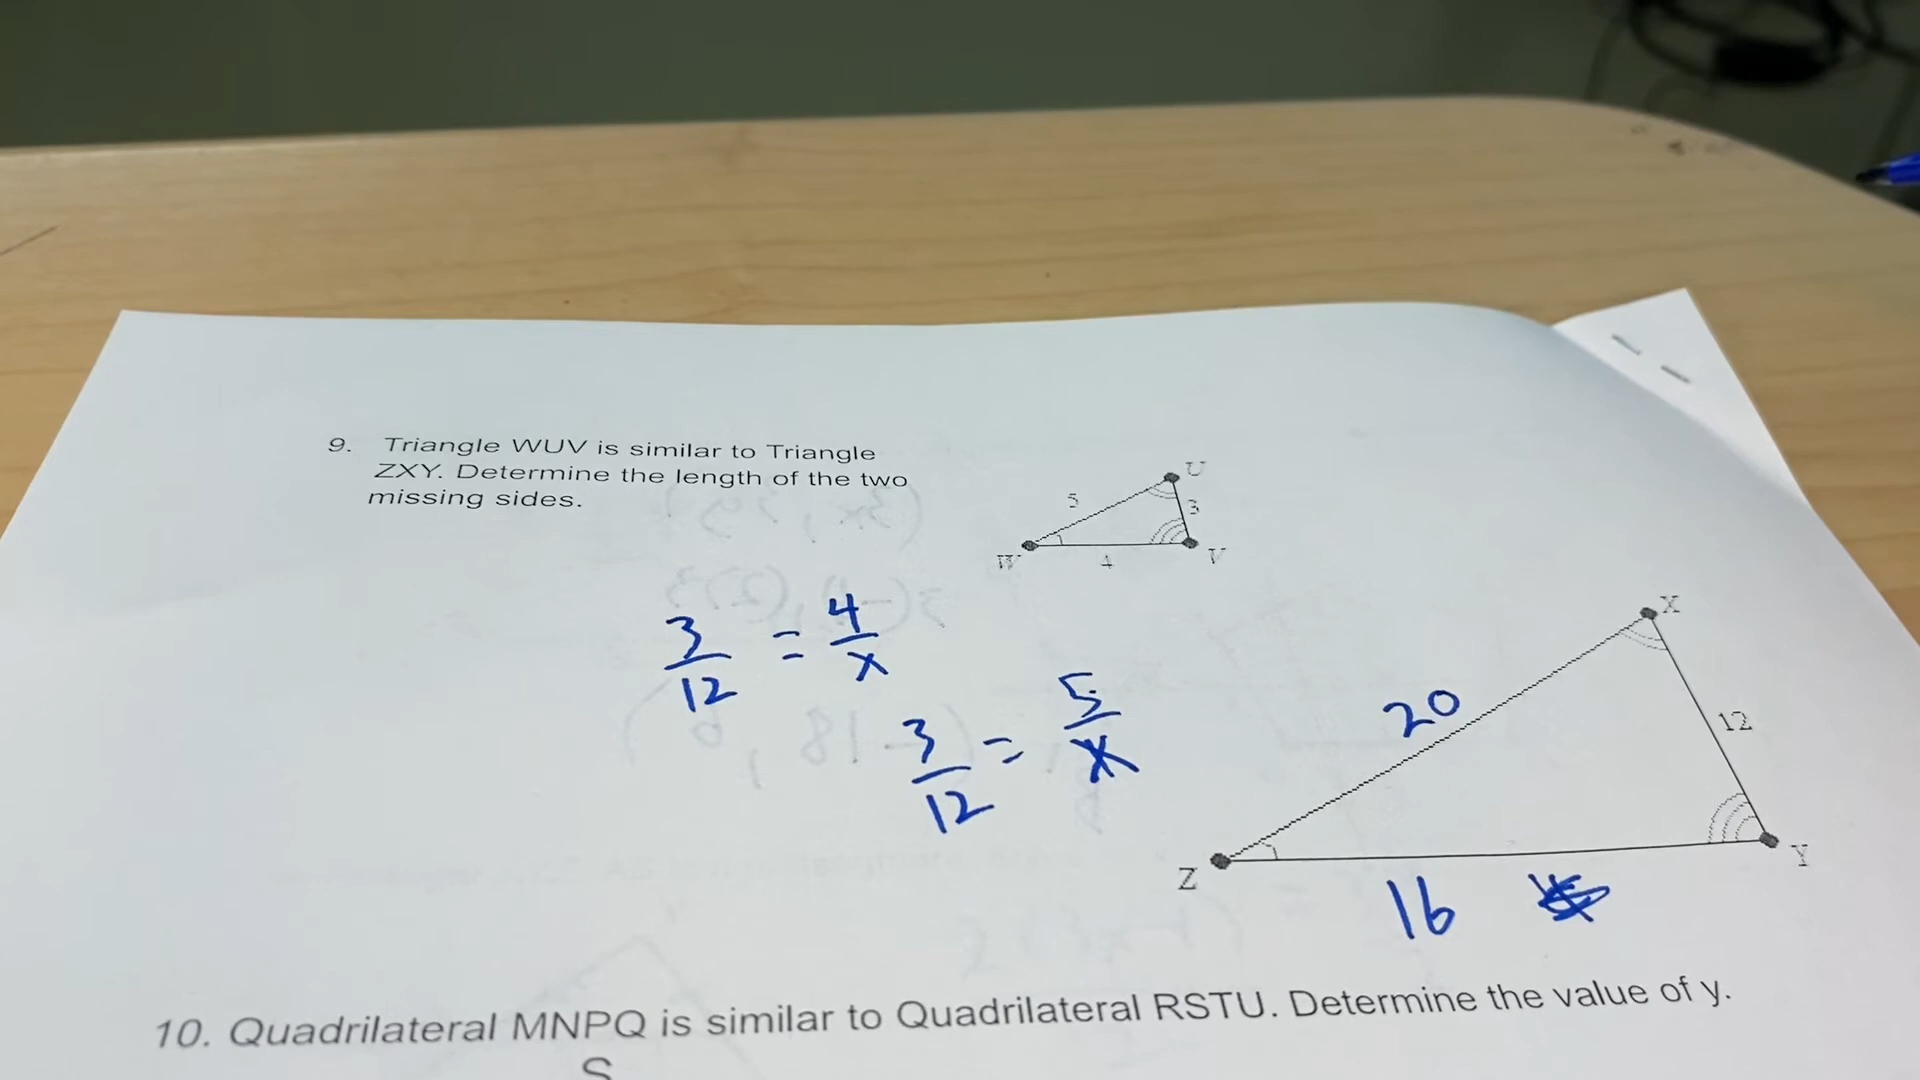 9. Triangle WUV is similar to Triangle
ZXY. Determine the length of the two
missing sides.
U
5
3
W
4
V
3/12 = 4/x
3/12 = 5/x
X
20
12
Z
Y
16
10. Quadrilateral MNPQ is similar to Quadrilateral RSTU. Determine the value of y.
S